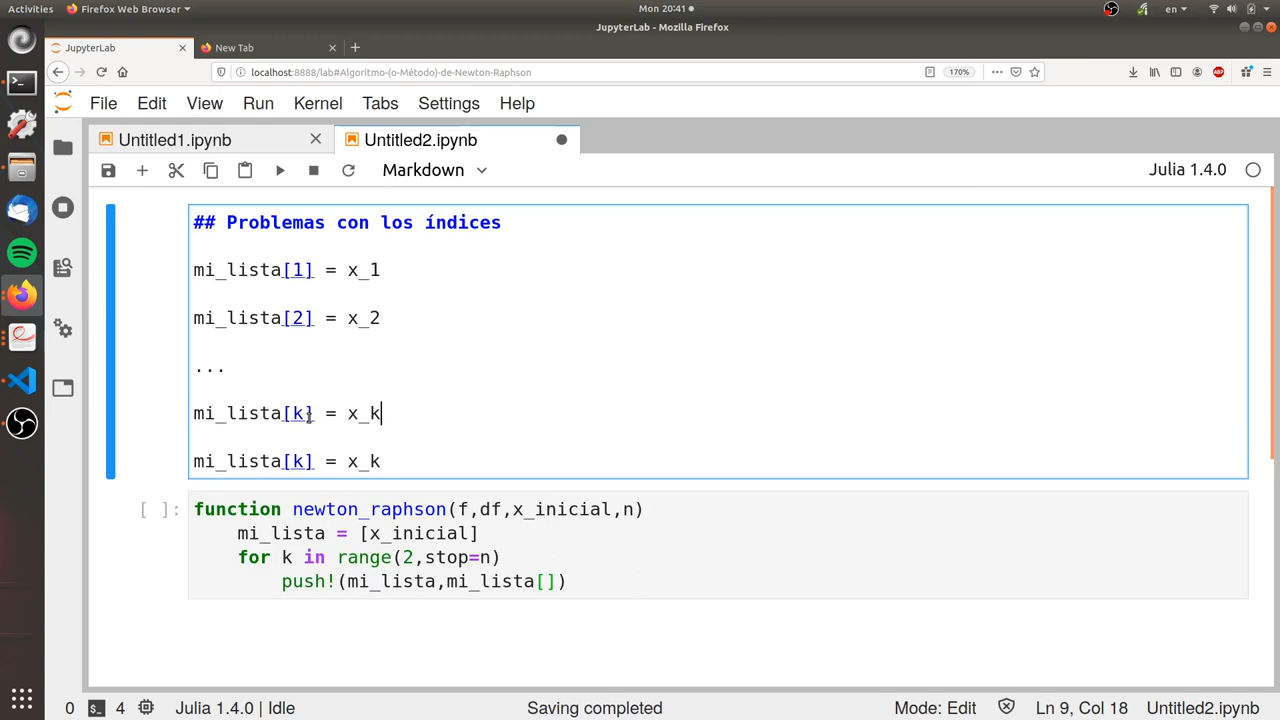 Activities Firefox Web Browser Mon 20:41 en
JupyterLab - Mozilla Firefox
JupyterLab New Tab
localhost:8888/lab#Algoritmo-(o-Método)-de-Newton-Raphson 170% ABP
File Edit View Run Kernel Tabs Settings Help
Untitled1.ipynb Untitled2.ipynb
Markdown Julia 1.4.0
## Problemas con los índices
mi_lista[1] = x_1
mi_lista[2] = x_2
...
mi_lista[k] = x_k
mi_lista[k] = x_k
[ ]: function newton_raphson(f,df,x_inicial,n)
mi_lista = [x_inicial]
for k in range(2,stop=n)
push!(mi_lista,mi_lista[])
0 4 Julia 1.4.0 | Idle Saving completed Mode: Edit Ln 9, Col 18 Untitled2.ipynb